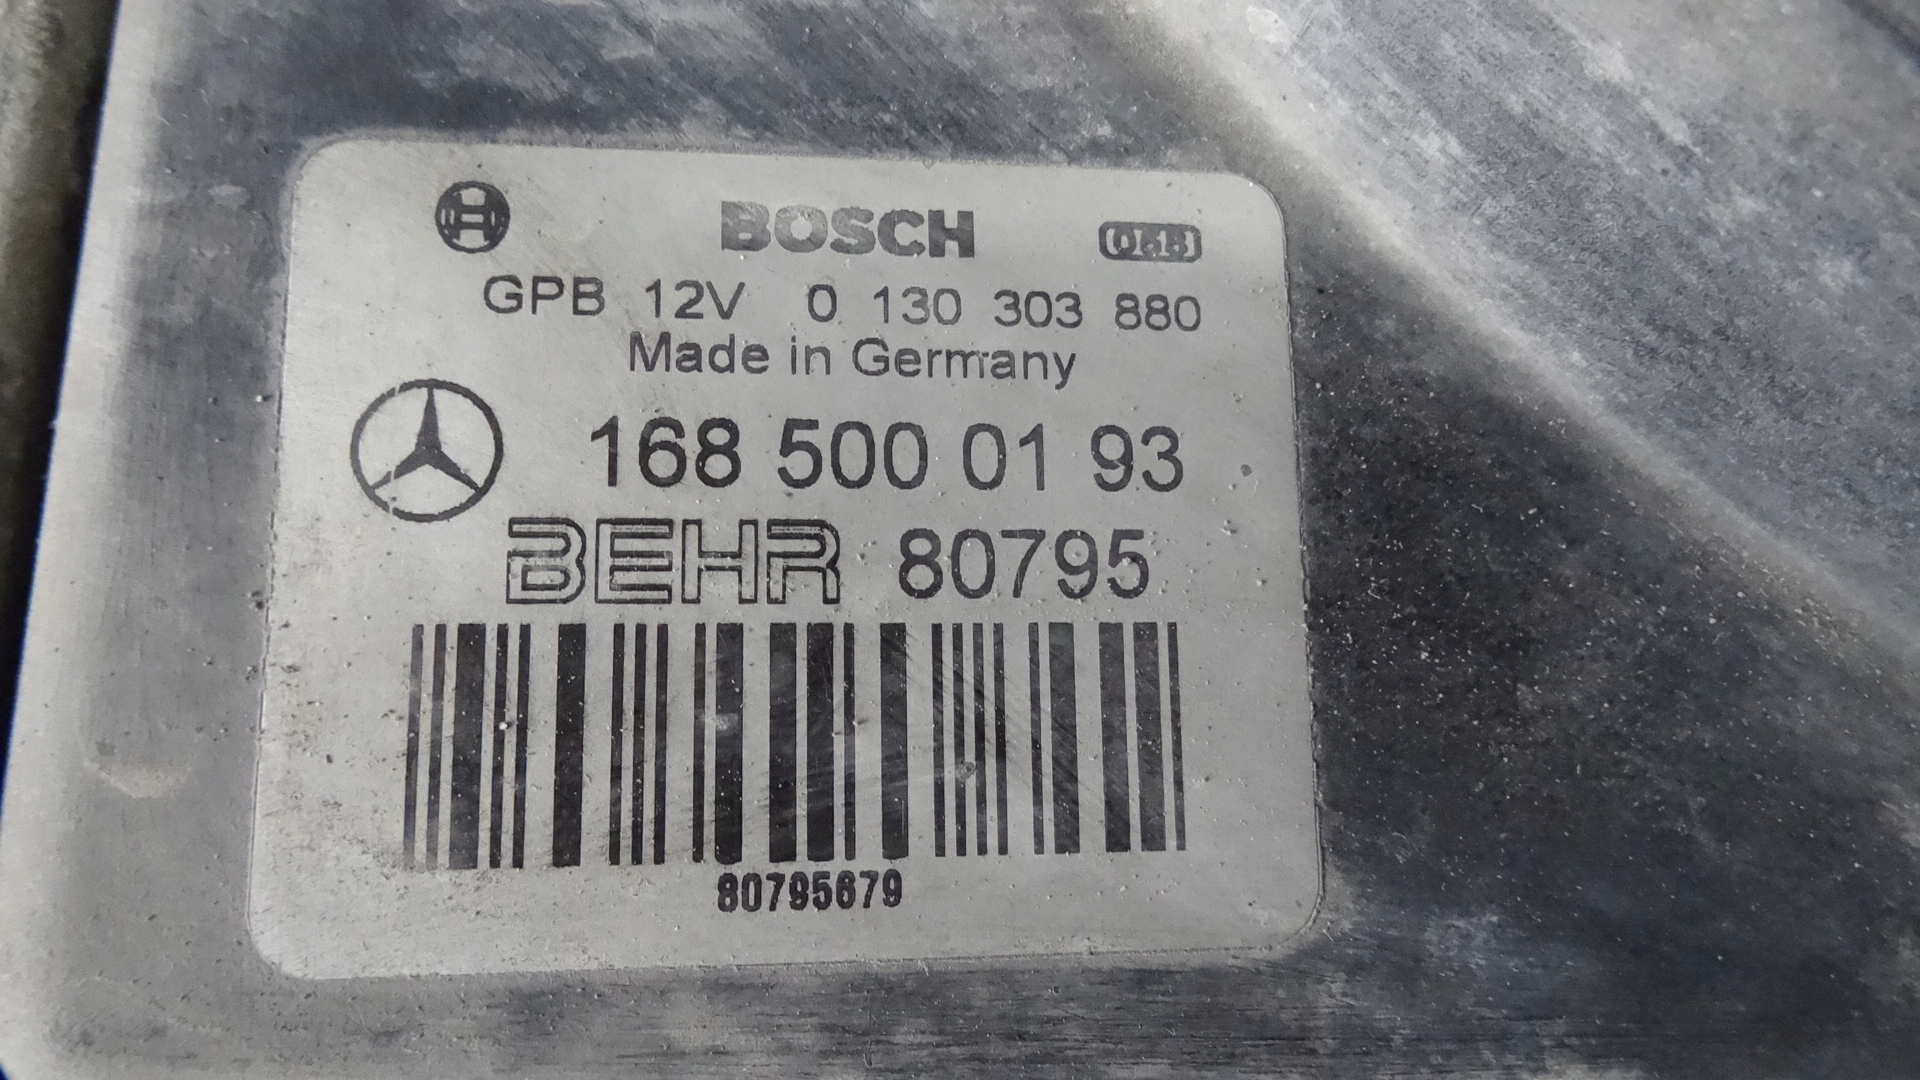 BOSCH
GPB 12V 0 130 303 880
Made in Germany
168 500 01 93
BEHR 80795
80795679